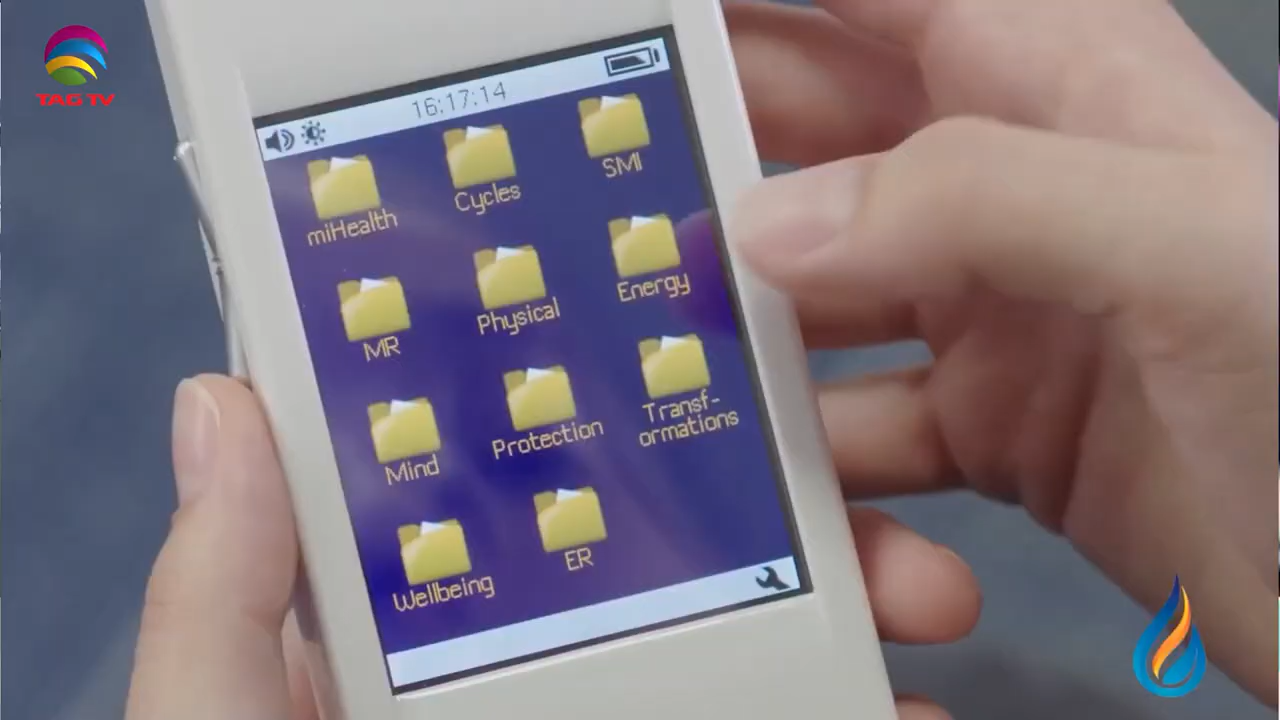 TAG TV
16:17:14
miHealth
Cycles
SMI
MR
Physical
Energy
Mind
Protection
Transf-
ormations
Wellbeing
ER